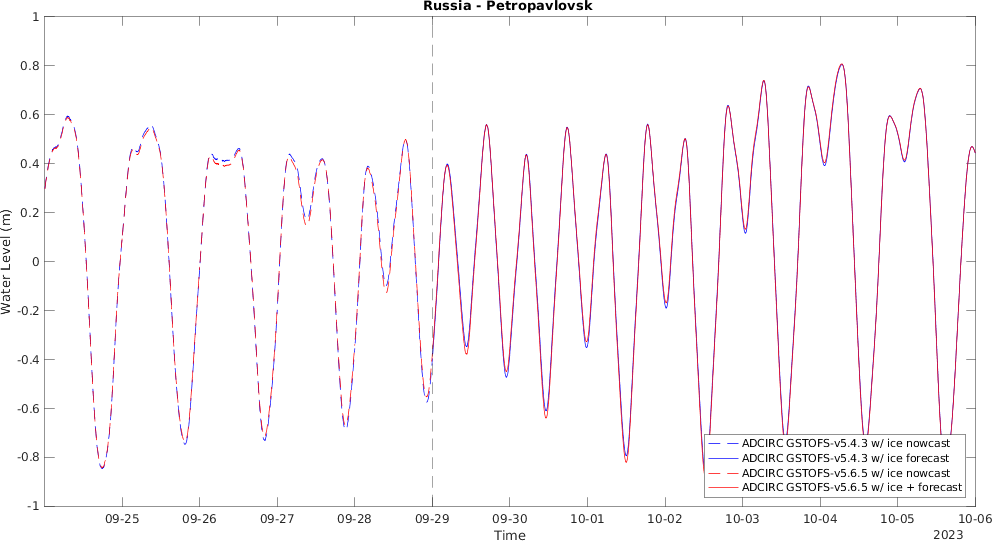 Russia - Petropavlovsk
Water Level (m)
1
0.8
0.6
0.4
0.2
0
-0.2
-0.4
-0.6
-0.8
-1
ADCIRC GSTOFS-v5.4.3 w/ ice nowcast
ADCIRC GSTOFS-v5.4.3 w/ ice forecast
ADCIRC GSTOFS-v5.6.5 w/ ice nowcast
ADCIRC GSTOFS-v5.6.5 w/ ice + forecast
09-25 09-26 09-27 09-28 09-29 09-30 10-01 10-02 10-03 10-04 10-05 10-06
Time
2023